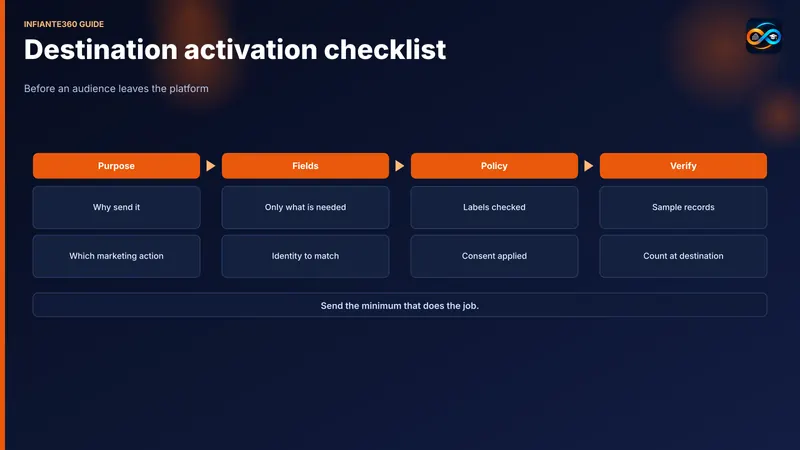 INFIANTE360 GUIDE
Destination activation checklist
Before an audience leaves the platform
Purpose
Why send it
Which marketing action
Fields
Only what is needed
Identity to match
Policy
Labels checked
Consent applied
Verify
Sample records
Count at destination
Send the minimum that does the job.